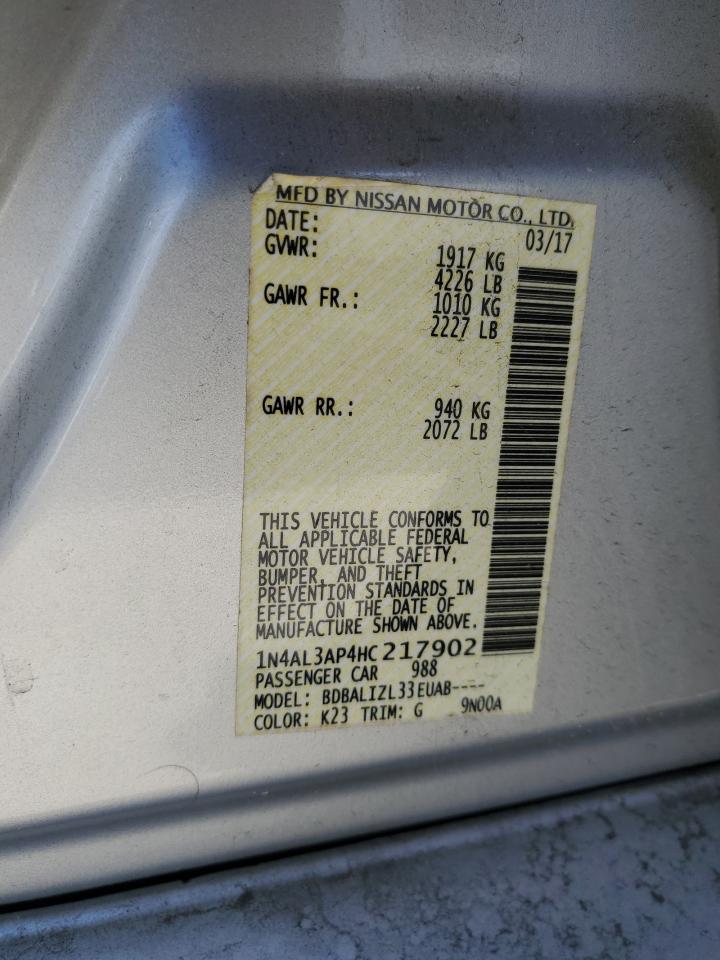 MFD BY NISSAN MOTOR CO., LTD.
DATE: 03/17
GVWR: 1917 KG
4226 LB
GAWR FR.: 1010 KG
2227 LB
GAWR RR.: 940 KG
2072 LB
THIS VEHICLE CONFORMS TO
ALL APPLICABLE FEDERAL
MOTOR VEHICLE SAFETY,
BUMPER, AND THEFT
PREVENTION STANDARDS IN
EFFECT ON THE DATE OF
MANUFACTURE SHOWN ABOVE.
1N4AL3AP4HC217902
PASSENGER CAR 988
MODEL: BDBALIZL33EUAB----
COLOR: K23 TRIM: G 9N00A